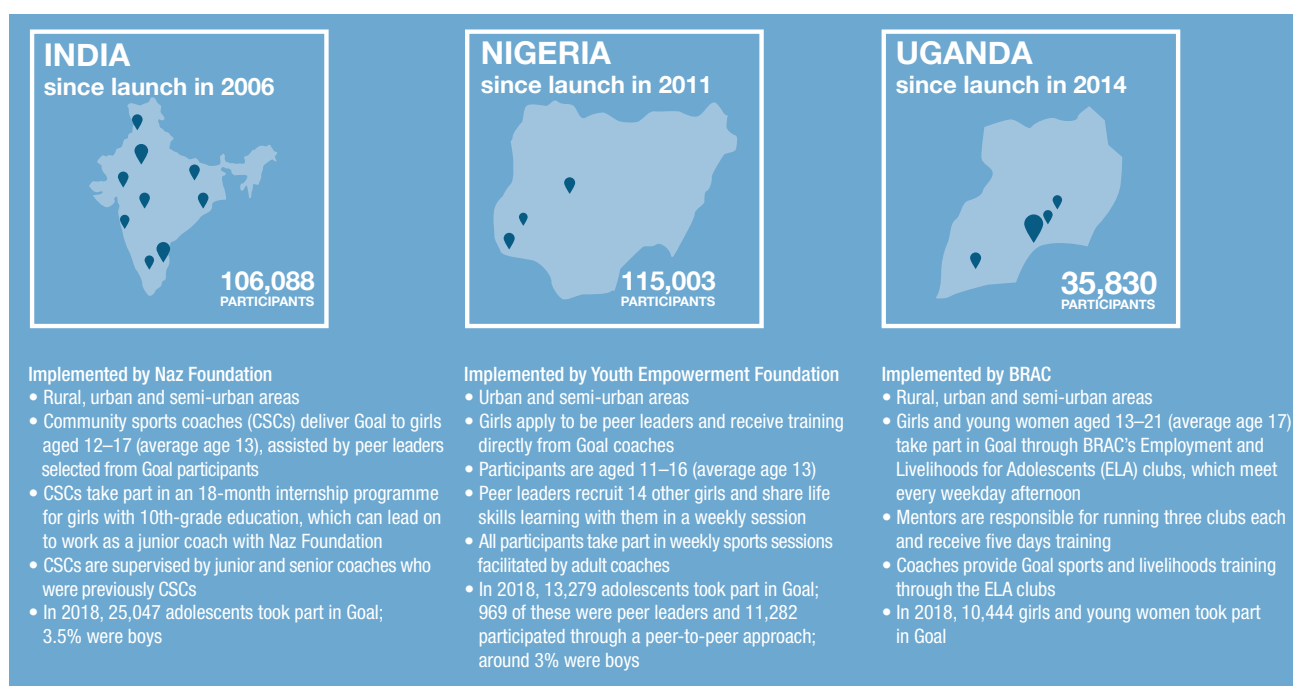 INDIA
since launch in 2006
106,088
PARTICIPANTS
Implemented by Naz Foundation
• Rural, urban and semi-urban areas
• Community sports coaches (CSCs) deliver Goal to girls
aged 12–17 (average age 13), assisted by peer leaders
selected from Goal participants
• CSCs take part in an 18-month internship programme
for girls with 10th-grade education, which can lead on
to work as a junior coach with Naz Foundation
• CSCs are supervised by junior and senior coaches who
were previously CSCs
• In 2018, 25,047 adolescents took part in Goal;
3.5% were boys
NIGERIA
since launch in 2011
115,003
PARTICIPANTS
Implemented by Youth Empowerment Foundation
• Urban and semi-urban areas
• Girls apply to be peer leaders and receive training
directly from Goal coaches
• Participants are aged 11–16 (average age 13)
• Peer leaders recruit 14 other girls and share life
skills learning with them in a weekly session
• All participants take part in weekly sports sessions
facilitated by adult coaches
• In 2018, 13,279 adolescents took part in Goal;
969 of these were peer leaders and 11,282
participated through a peer-to-peer approach;
around 3% were boys
UGANDA
since launch in 2014
35,830
PARTICIPANTS
Implemented by BRAC
• Rural, urban and semi-urban areas
• Girls and young women aged 13–21 (average age 17)
take part in Goal through BRAC's Employment and
Livelihoods for Adolescents (ELA) clubs, which meet
every weekday afternoon
• Mentors are responsible for running three clubs each
and receive five days training
• Coaches provide Goal sports and livelihoods training
through the ELA clubs
• In 2018, 10,444 girls and young women took part
in Goal